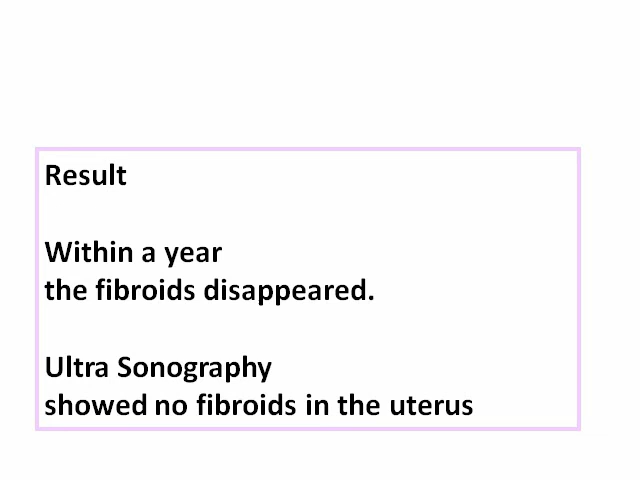 Result
Within a year
the fibroids disappeared.
Ultra Sonography
showed no fibroids in the uterus